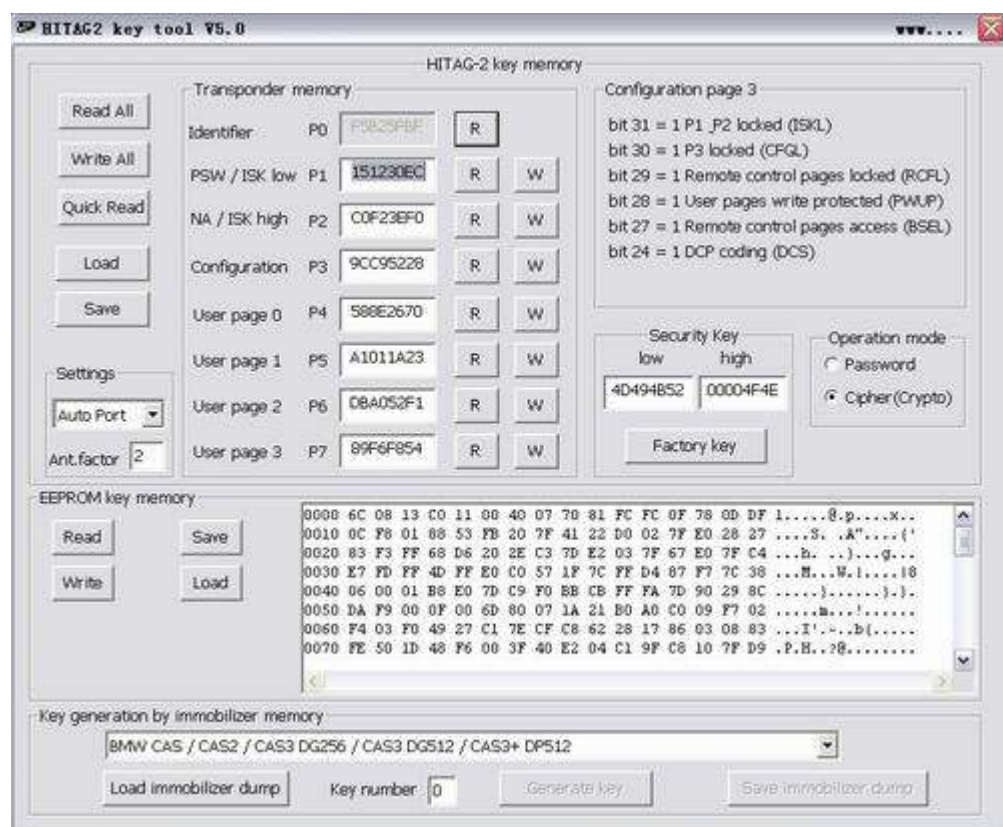 HITAG2 key tool V5.0 www....
HITAG-2 key memory
Read All
Write All
Quick Read
Load
Save
Settings
Auto Port
Ant.factor 2
Transponder memory
Identifier P0 F5B25FBF R
PSW / ISK low P1 151230EC R W
NA / ISK high P2 C0F23EF0 R W
Configuration P3 9CC95228 R W
User page 0 P4 588E2670 R W
User page 1 P5 A1011A23 R W
User page 2 P6 DBA052F1 R W
User page 3 P7 89F6F854 R W
Configuration page 3
bit 31 = 1 P1 ,P2 locked (ISKL)
bit 30 = 1 P3 locked (CFGL)
bit 29 = 1 Remote control pages locked (RCFL)
bit 28 = 1 User pages write protected (PWUP)
bit 27 = 1 Remote control pages access (BSEL)
bit 24 = 1 DCP coding (DCS)
Security Key
low high
4D494B52 00004F4E
Factory key
Operation mode
Password
Cipher(Crypto)
EEPROM key memory
Read Save
Write Load
0000 6C 08 13 C0 11 00 40 07 70 81 FC FC 0F 78 0D DF l.....@.p....x..
0010 0C F8 01 88 53 FB 20 7F 41 22 D0 02 7F E0 28 27 ....S. .A"....('
0020 83 F3 FF 68 D6 20 2E C3 7D E2 03 7F 67 E0 7F C4 ...h. ..}...g...
0030 E7 FD FF 4D FF E0 C0 57 1F 7C FF D4 87 F7 7C 38 ...M...W.|....|8
0040 06 00 01 B8 E0 7D C9 F0 BB CB FF FA 7D 90 29 8C .....}......}.).
0050 DA F9 00 0F 00 6D 80 07 1A 21 B0 A0 C0 09 F7 02 .....m...!......
0060 F4 03 F0 49 27 C1 7E CF C8 62 28 17 86 03 08 83 ...I'.~..b(.....
0070 FE 50 1D 48 F6 00 3F 40 E2 04 C1 9F C8 10 7F D9 .P.H..?@........
Key generation by immobilizer memory
BMW CAS / CAS2 / CAS3 DG256 / CAS3 DG512 / CAS3+ DP512
Load immobilizer dump Key number 0 Generate key Save immobilizer dump